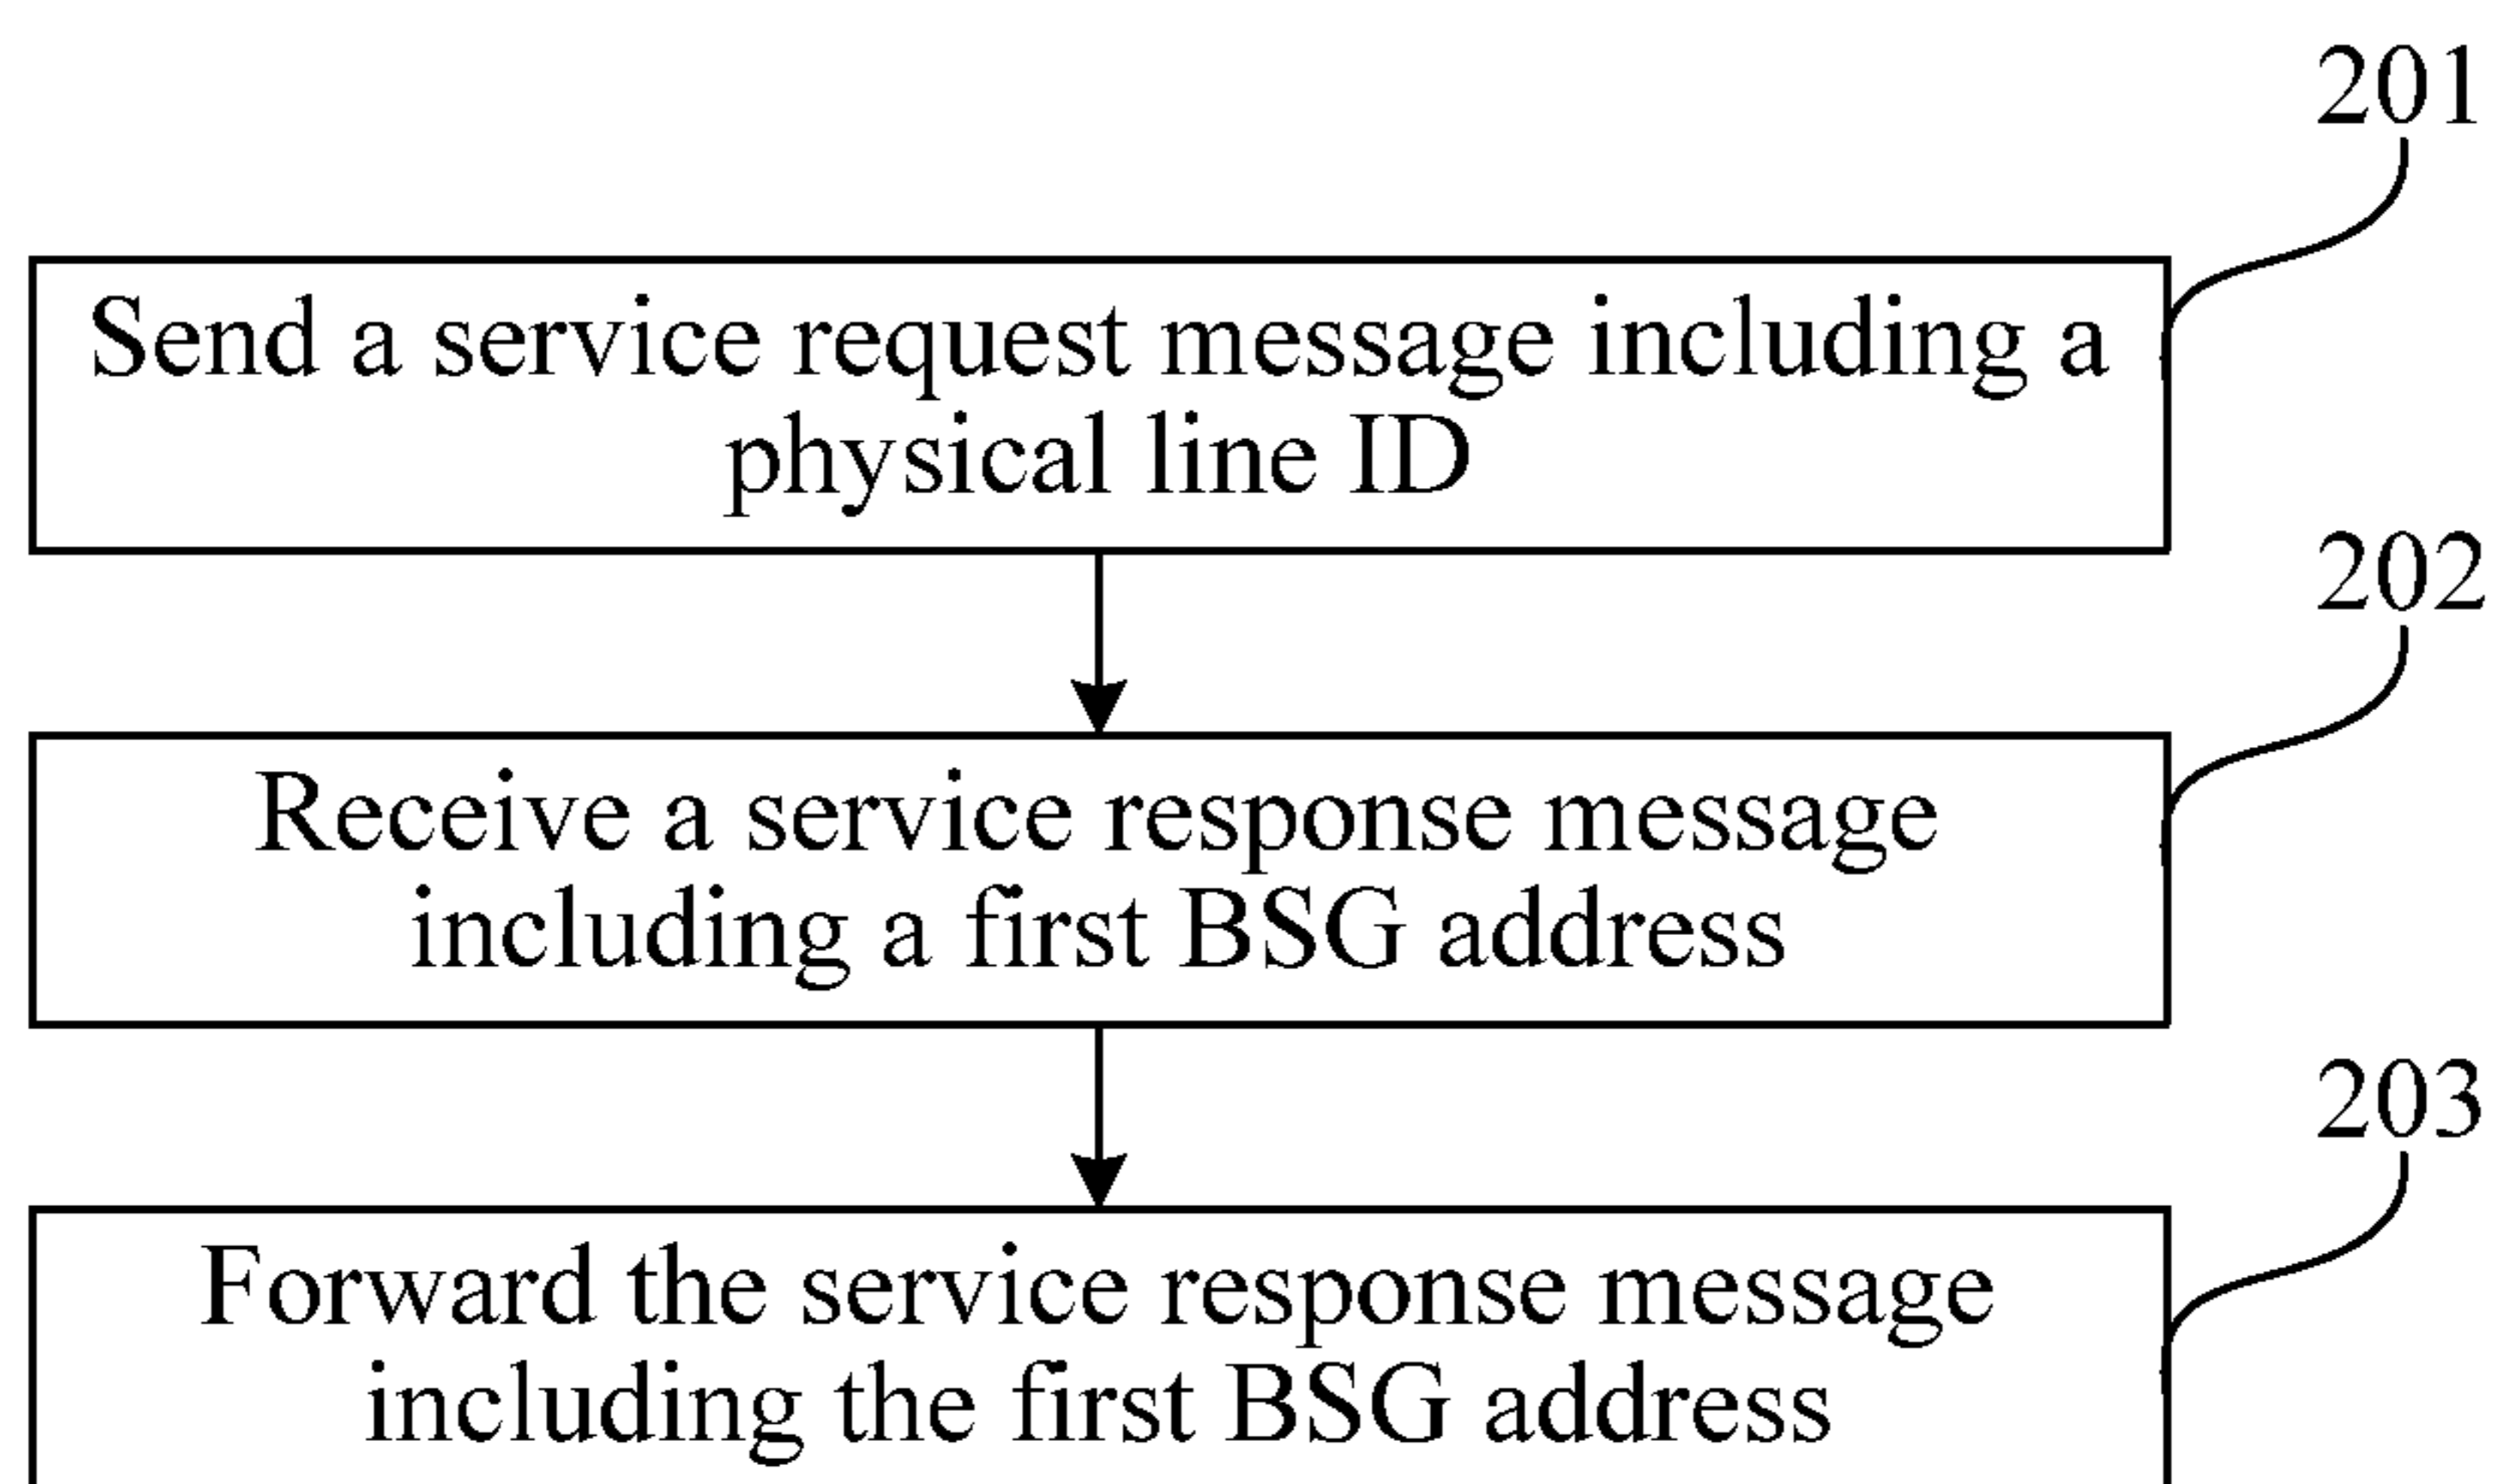 201
Send a service request message including a
physical line ID
202
Receive a service response message
including a first BSG address
203
Forward the service response message
including the first BSG address